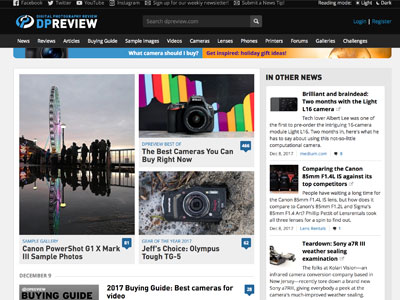 Facebook Twitter YouTube Instagram Sign up for our weekly newsletter! Submit a News Tip! Reading mode: Light Dark
DIGITAL PHOTOGRAPHY REVIEW
DPREVIEW
Search dpreview.com
Login | Register
News Reviews Articles Buying Guide Sample Images Videos Cameras Lenses Phones Printers Forums Galleries Challenges
What camera should I buy? Get inspired: holiday gift ideas!
SAMPLE GALLERY
Canon PowerShot G1 X Mark III Sample Photos
91
DPREVIEW BEST OF
The Best Cameras You Can Buy Right Now
466
GEAR OF THE YEAR 2017
Jeff's Choice: Olympus Tough TG-5
62
DECEMBER 9
BUYING GUIDE
2017 Buying Guide: Best cameras for video
28
IN OTHER NEWS
Brilliant and braindead: Two months with the Light L16 camera
Tech lover Albert Lee was one of the first to pre-order the intriguing 16-camera module Light L16. Two months in, here's what he has to say about using this not-so-little computational camera.
Dec 8, 2017 medium.com 9
Comparing the Canon 85mm F1.4L IS against its top competitors
People have waiting a long time for the Canon 85mm F1.4L IS lens, but how does it compare to Canon's 85mm F1.2L and Sigma's 85mm F1.4 Art? Phillip Pacek of Lensrentals took all three lenses for a spin to find out.
Dec 8, 2017 Lens Rentals 1
Teardown: Sony a7R III weather sealing examination
The folks at Kolari Vision—an infrared camera conversion company based in New Jersey—recently tore down a brand new Sony a7RIII, giving everybody a peek at the camera's much-improved weather sealing,